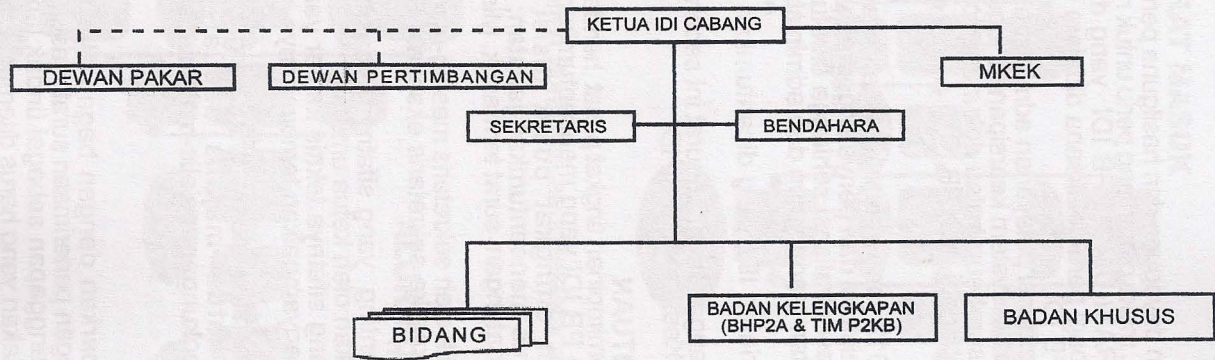 KETUA IDI CABANG
DEWAN PAKAR
DEWAN PERTIMBANGAN
MKEK
SEKRETARIS
BENDAHARA
BIDANG
BADAN KELENGKAPAN
(BHP2A & TIM P2KB)
BADAN KHUSUS